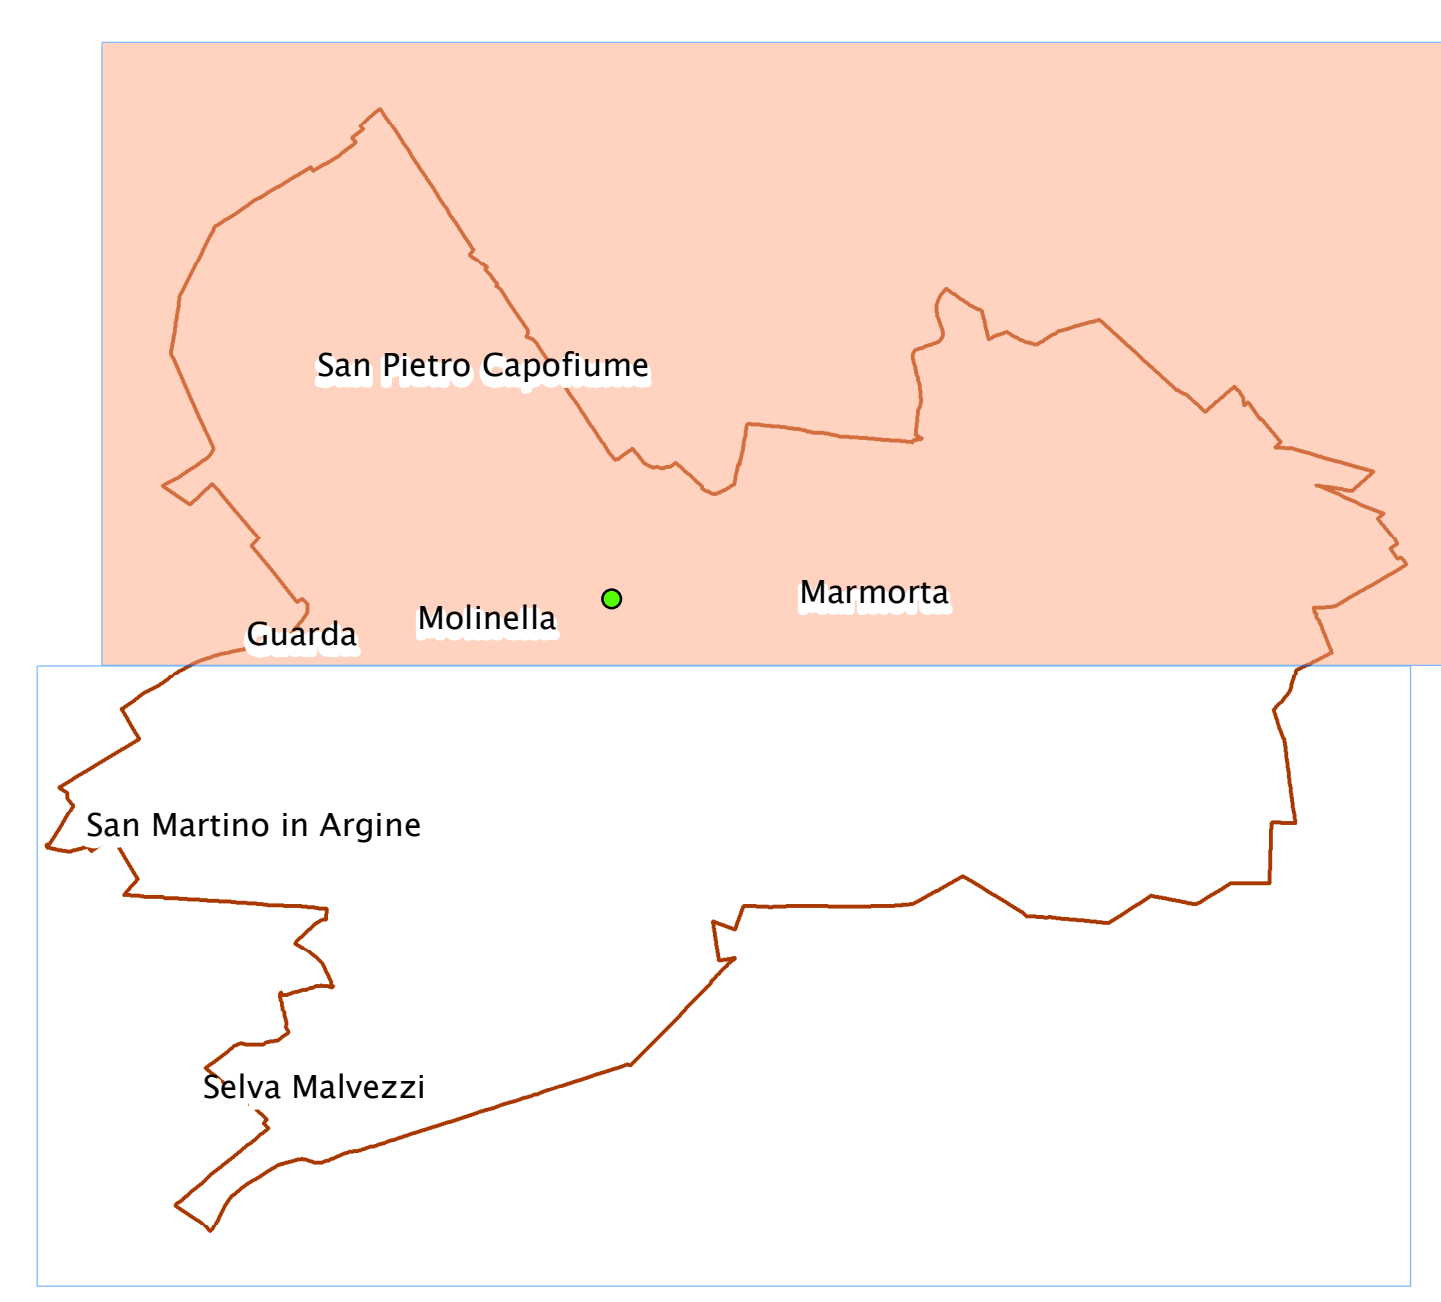 San Pietro Capofiume
Marmorta
Molinella
Guarda
San Martino in Argine
Selva Malvezzi